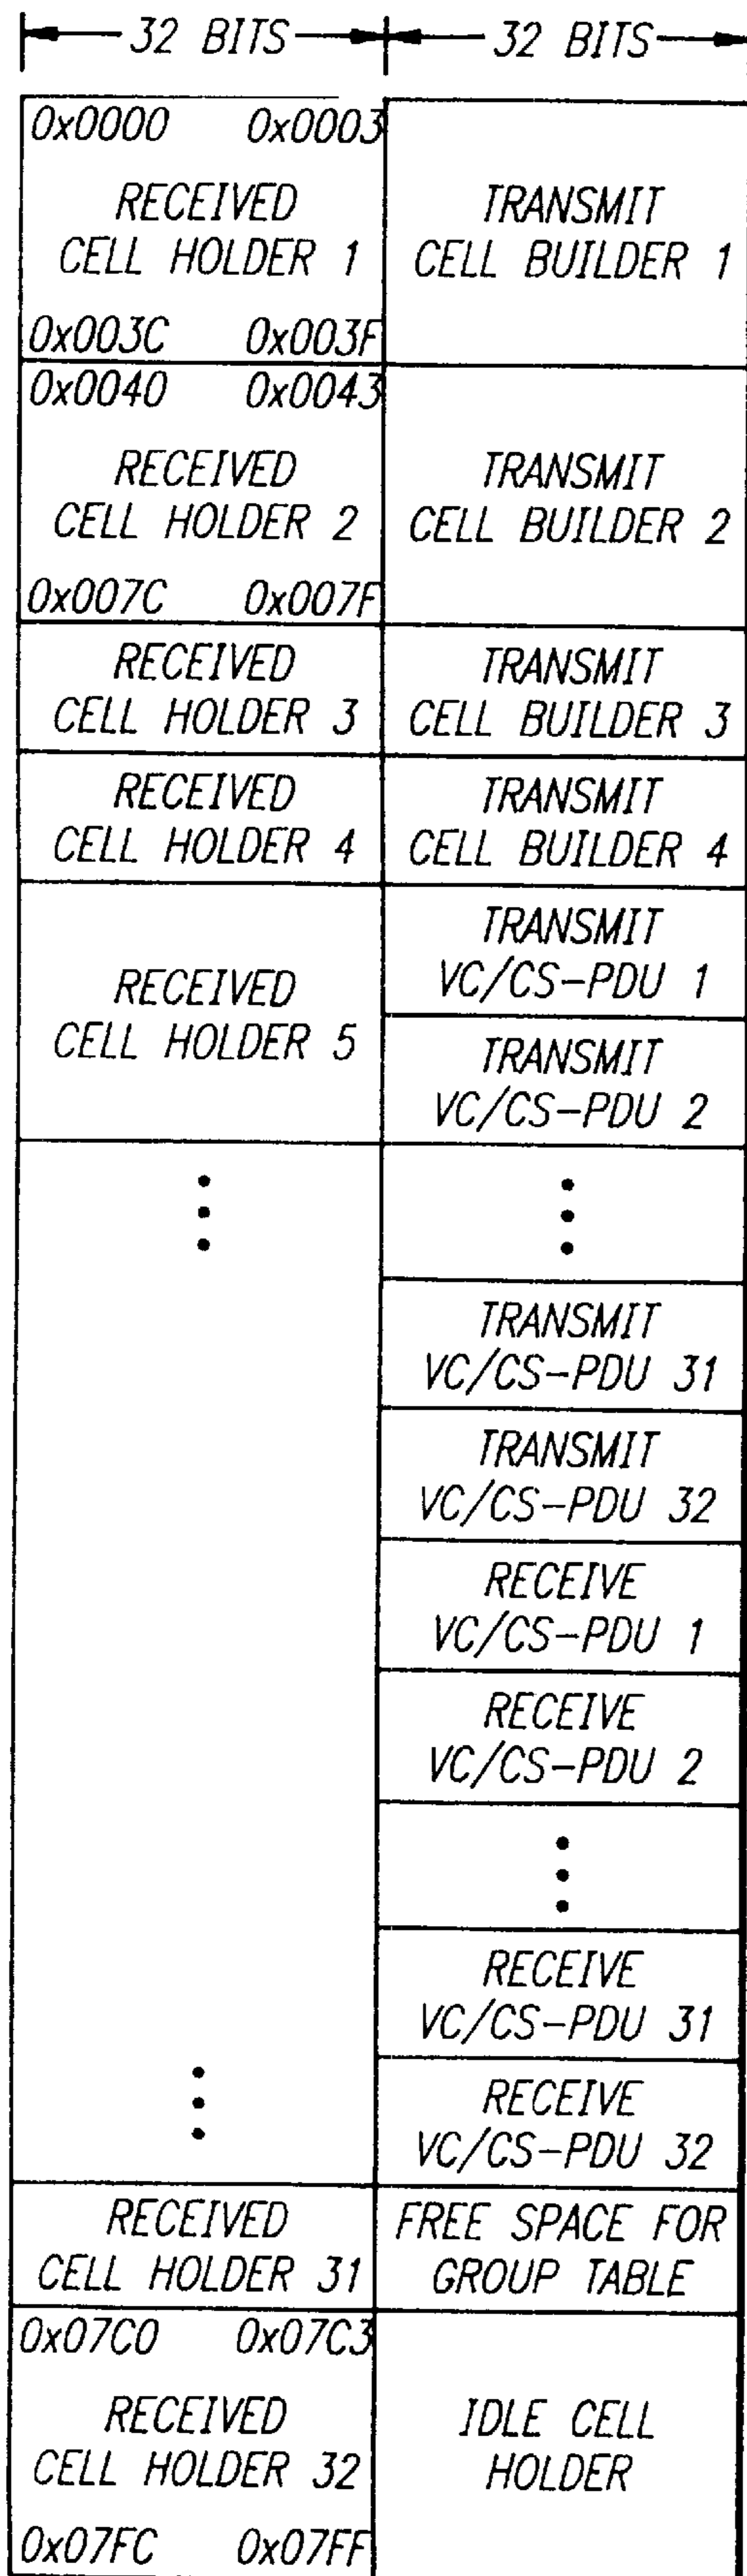 32 BITS 32 BITS
0x0000 0x0003
RECEIVED
CELL HOLDER 1
0x003C 0x003F
TRANSMIT
CELL BUILDER 1
0x0040 0x0043
RECEIVED
CELL HOLDER 2
0x007C 0x007F
TRANSMIT
CELL BUILDER 2
RECEIVED
CELL HOLDER 3
TRANSMIT
CELL BUILDER 3
RECEIVED
CELL HOLDER 4
TRANSMIT
CELL BUILDER 4
RECEIVED
CELL HOLDER 5
TRANSMIT
VC/CS-PDU 1
TRANSMIT
VC/CS-PDU 2
TRANSMIT
VC/CS-PDU 31
TRANSMIT
VC/CS-PDU 32
RECEIVE
VC/CS-PDU 1
RECEIVE
VC/CS-PDU 2
RECEIVE
VC/CS-PDU 31
RECEIVE
VC/CS-PDU 32
RECEIVED
CELL HOLDER 31
FREE SPACE FOR
GROUP TABLE
0x07C0 0x07C3
RECEIVED
CELL HOLDER 32
0x07FC 0x07FF
IDLE CELL
HOLDER